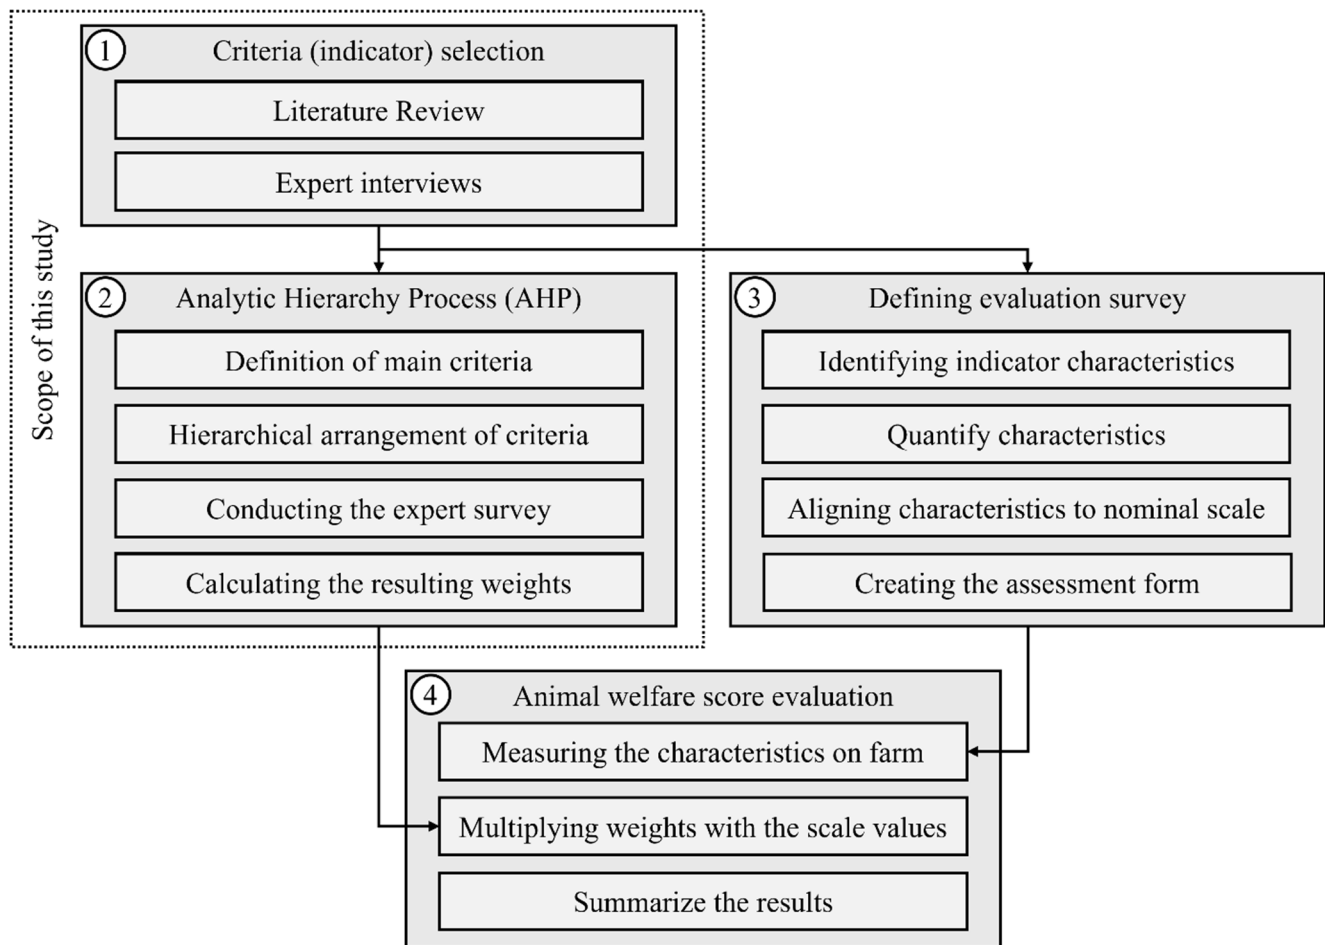 Scope of this study
1
Criteria (indicator) selection
Literature Review
Expert interviews
2
Analytic Hierarchy Process (AHP)
Definition of main criteria
Hierarchical arrangement of criteria
Conducting the expert survey
Calculating the resulting weights
3
Defining evaluation survey
Identifying indicator characteristics
Quantify characteristics
Aligning characteristics to nominal scale
Creating the assessment form
4
Animal welfare score evaluation
Measuring the characteristics on farm
Multiplying weights with the scale values
Summarize the results